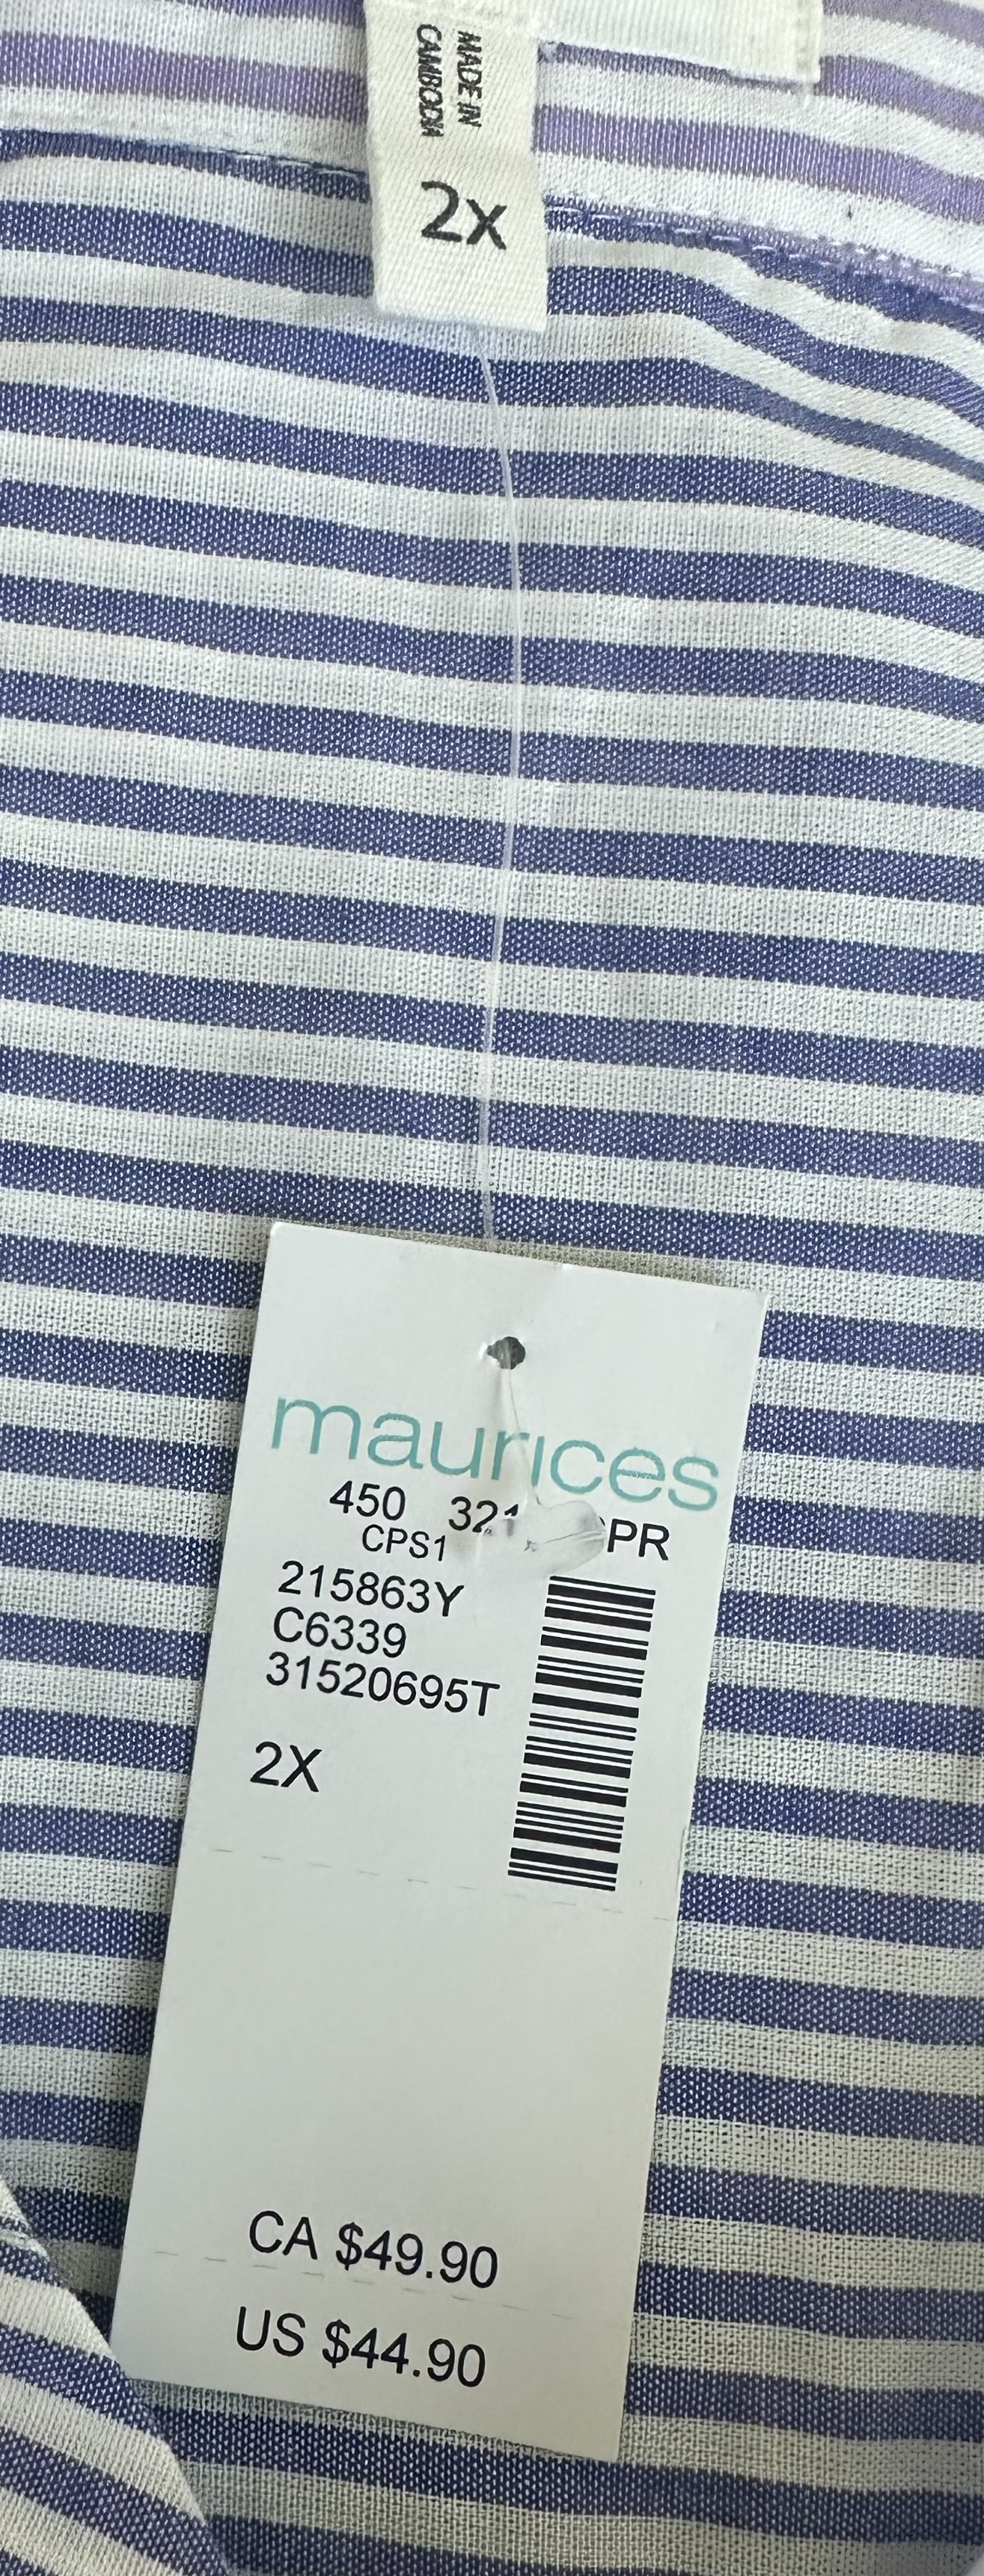 MADE IN
CAMBODIA
2x
maurices
450
CPS1
215863Y
C6339
31520695T
2X
CA $49.90
US $44.90